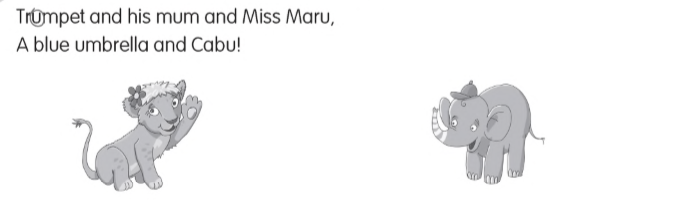 Trumpet and his mum and Miss Maru,
A blue umbrella and Cabu!